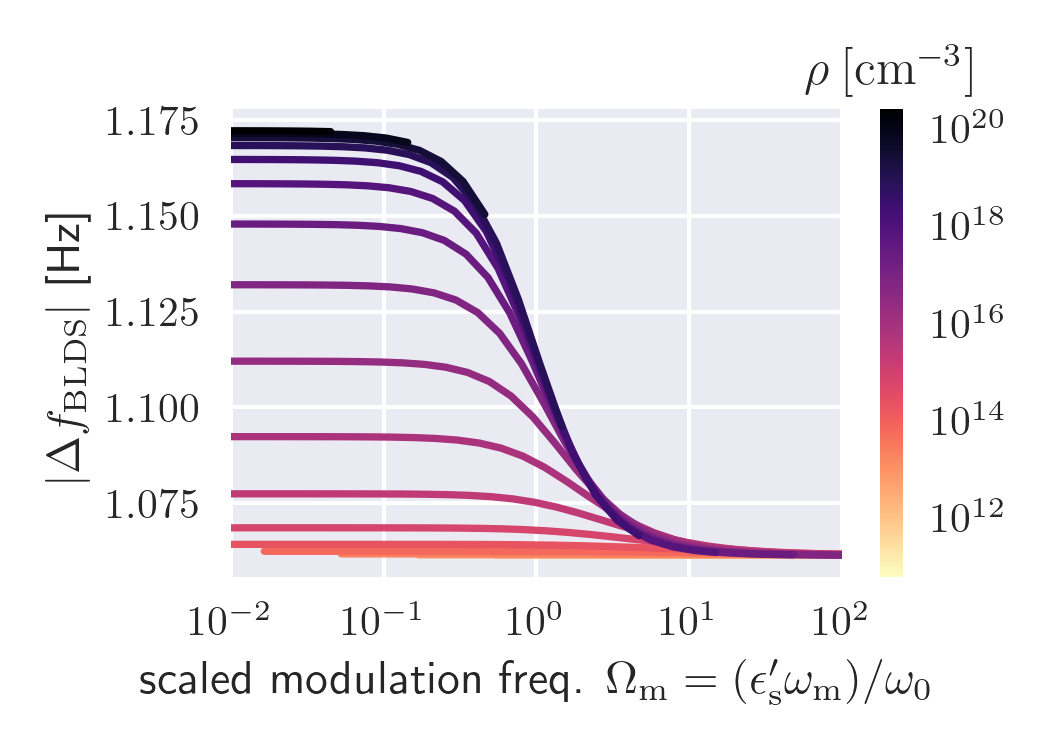 ρ [cm⁻³]
1.175
1.150
1.125
1.100
1.075
|Δf_BLDS| [Hz]
10²⁰
10¹⁸
10¹⁶
10¹⁴
10¹²
10⁻² 10⁻¹ 10⁰ 10¹ 10²
scaled modulation freq. Ω_m = (ϵ′_s ω_m)/ω₀